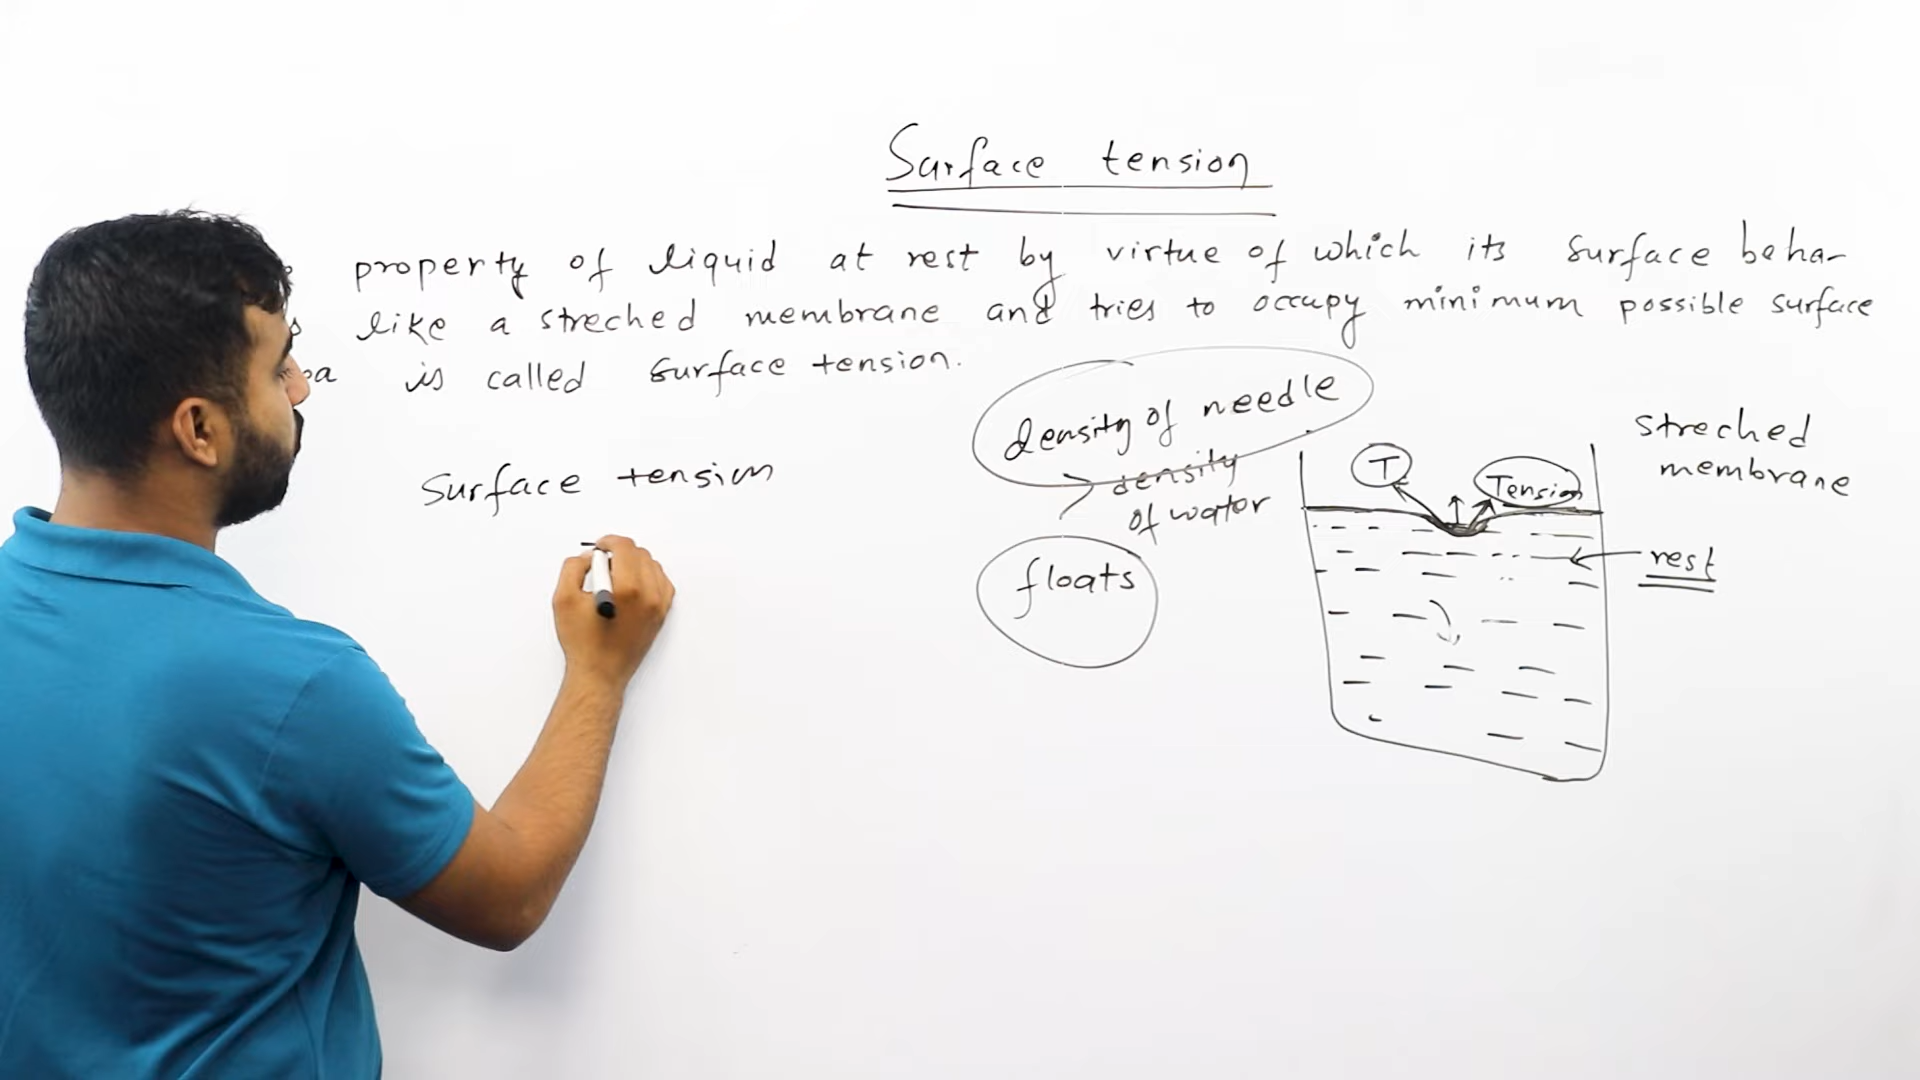 Surface tension
property of liquid at rest by virtue of which its surface beha-
like a streched membrane and tries to occupy minimum possible surface
is called surface tension.
density of needle
> density
of water
floats
Surface tension
T
Tension
streched
membrane
rest